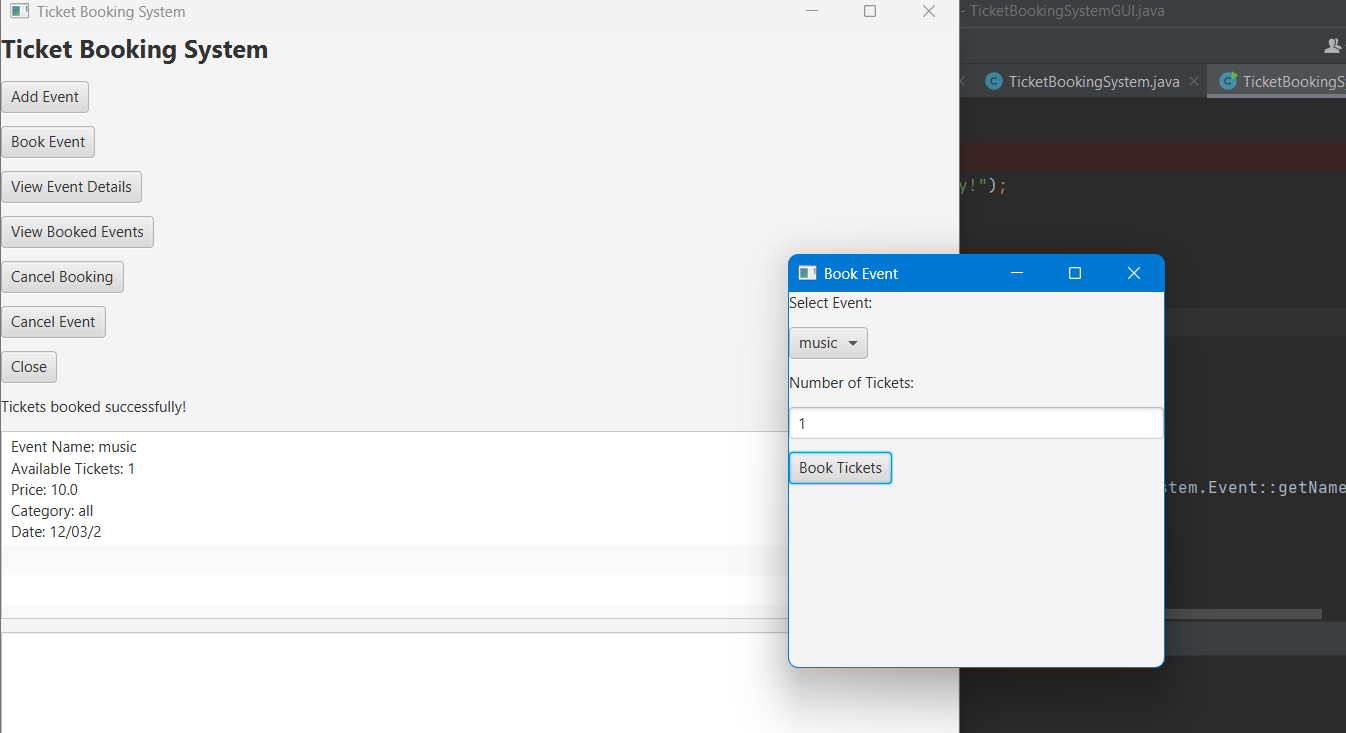 Ticket Booking System
- TicketBookingSystemGUI.java
Ticket Booking System
Add Event
Book Event
View Event Details
View Booked Events
Cancel Booking
Cancel Event
Close
Tickets booked successfully!
Event Name: music
Available Tickets: 1
Price: 10.0
Category: all
Date: 12/03/2
TicketBookingSystem.java
TicketBookingS
y!");
Book Event
Select Event:
music
Number of Tickets:
1
Book Tickets
stem.Event::getName